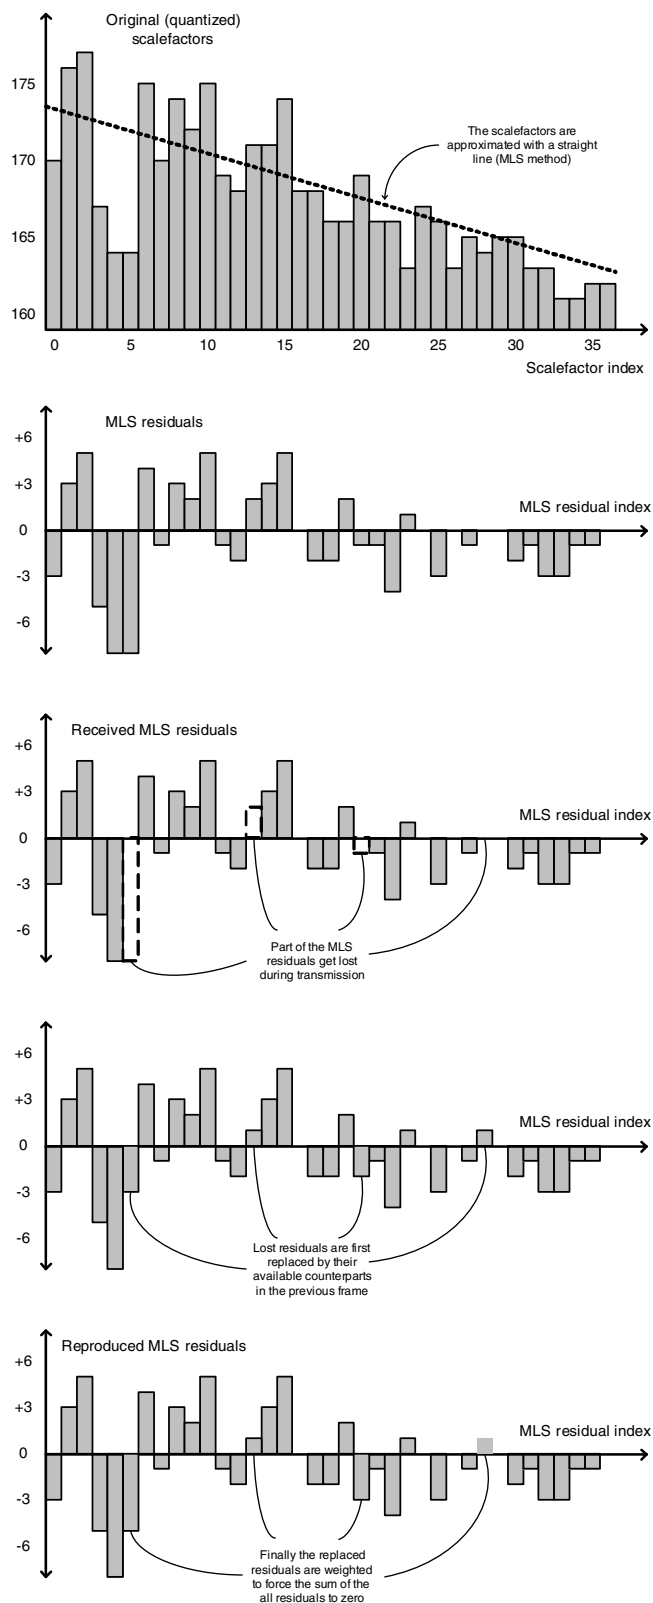 Original (quantized)
scalefactors
175
170
165
160
The scalefactors are
approximated with a straight
line (MLS method)
0 5 10 15 20 25 30 35
Scalefactor index
MLS residuals
+6
+3
0
-3
-6
MLS residual index
Received MLS residuals
+6
+3
0
-3
-6
MLS residual index
Part of the MLS
residuals get lost
during transmission
+6
+3
0
-3
-6
MLS residual index
Lost residuals are first
replaced by their
available counterparts
in the previous frame
Reproduced MLS residuals
+6
+3
0
-3
-6
MLS residual index
Finally the replaced
residuals are weighted
to force the sum of the
all residuals to zero